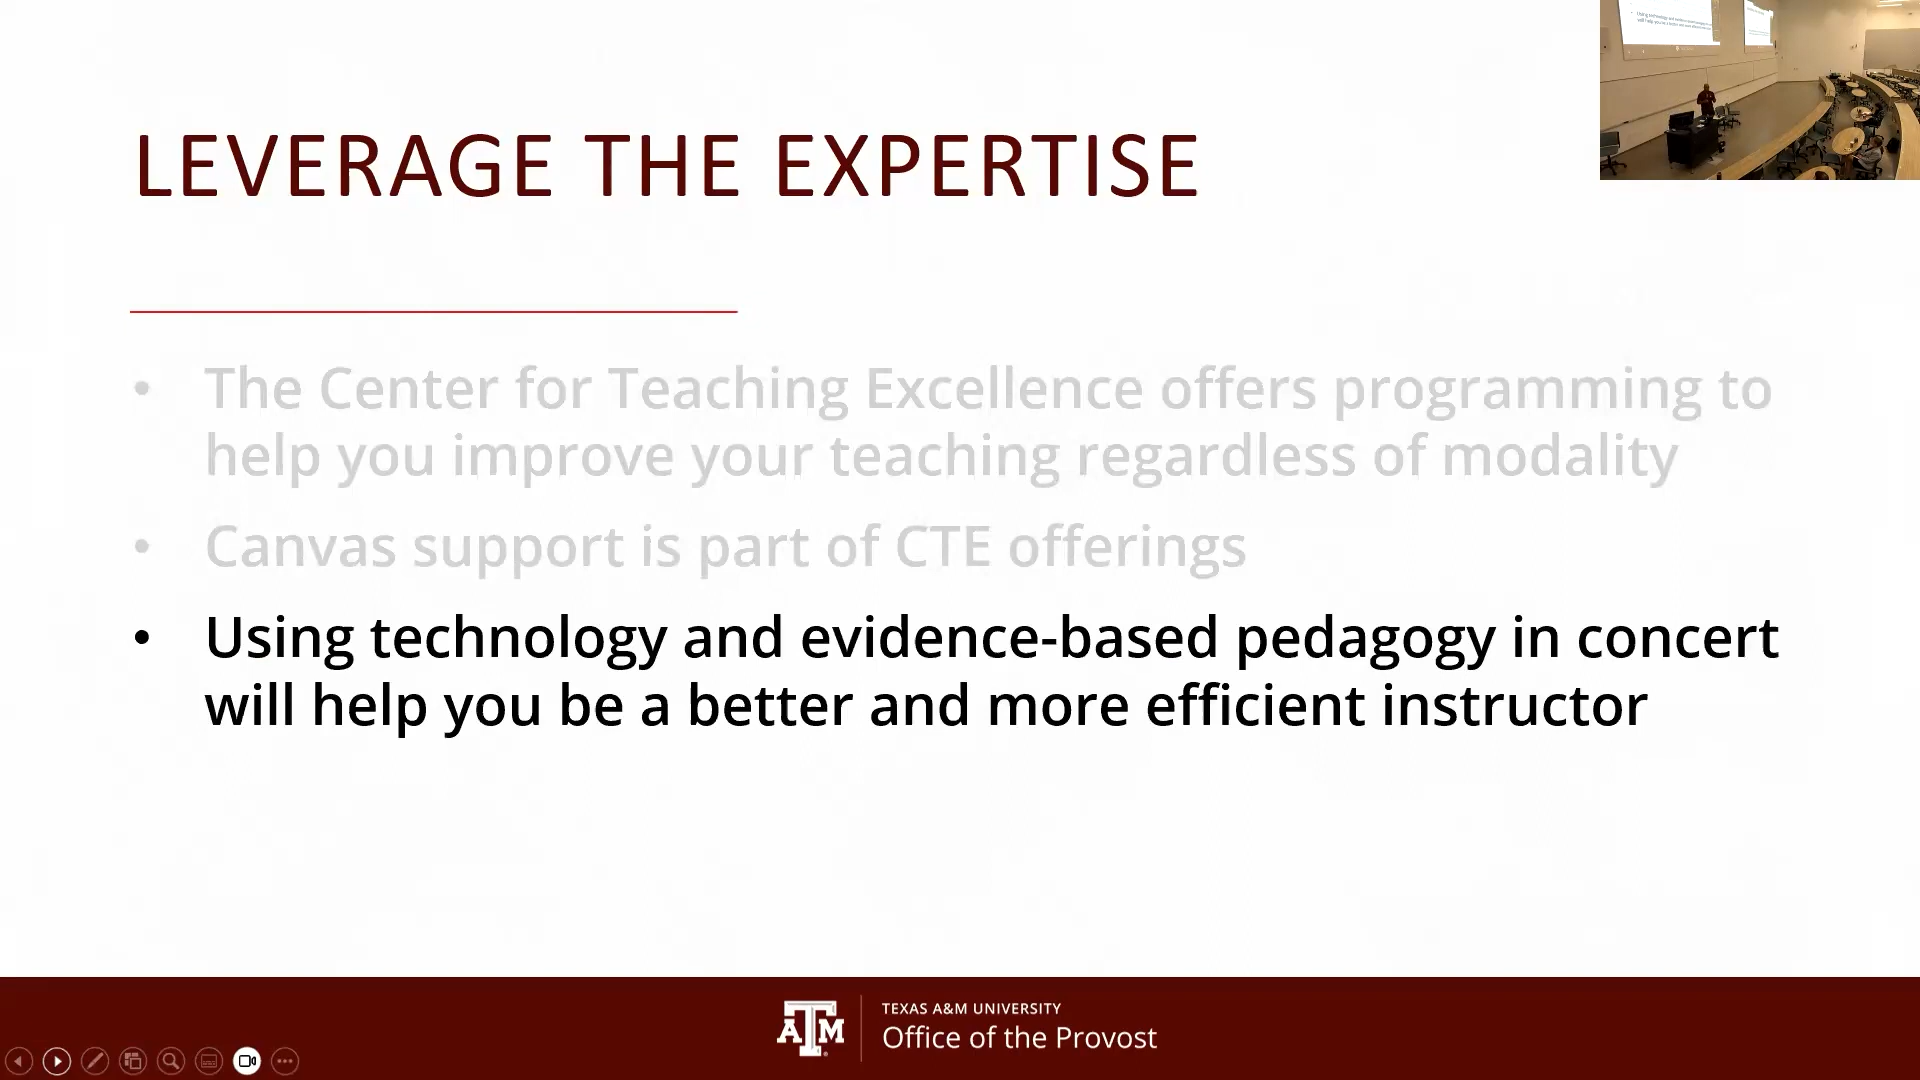 LEVERAGE THE EXPERTISE
• The Center for Teaching Excellence offers programming to
help you improve your teaching regardless of modality
• Canvas support is part of CTE offerings
• Using technology and evidence-based pedagogy in concert
will help you be a better and more efficient instructor
ATM
TEXAS A&M UNIVERSITY
Office of the Provost